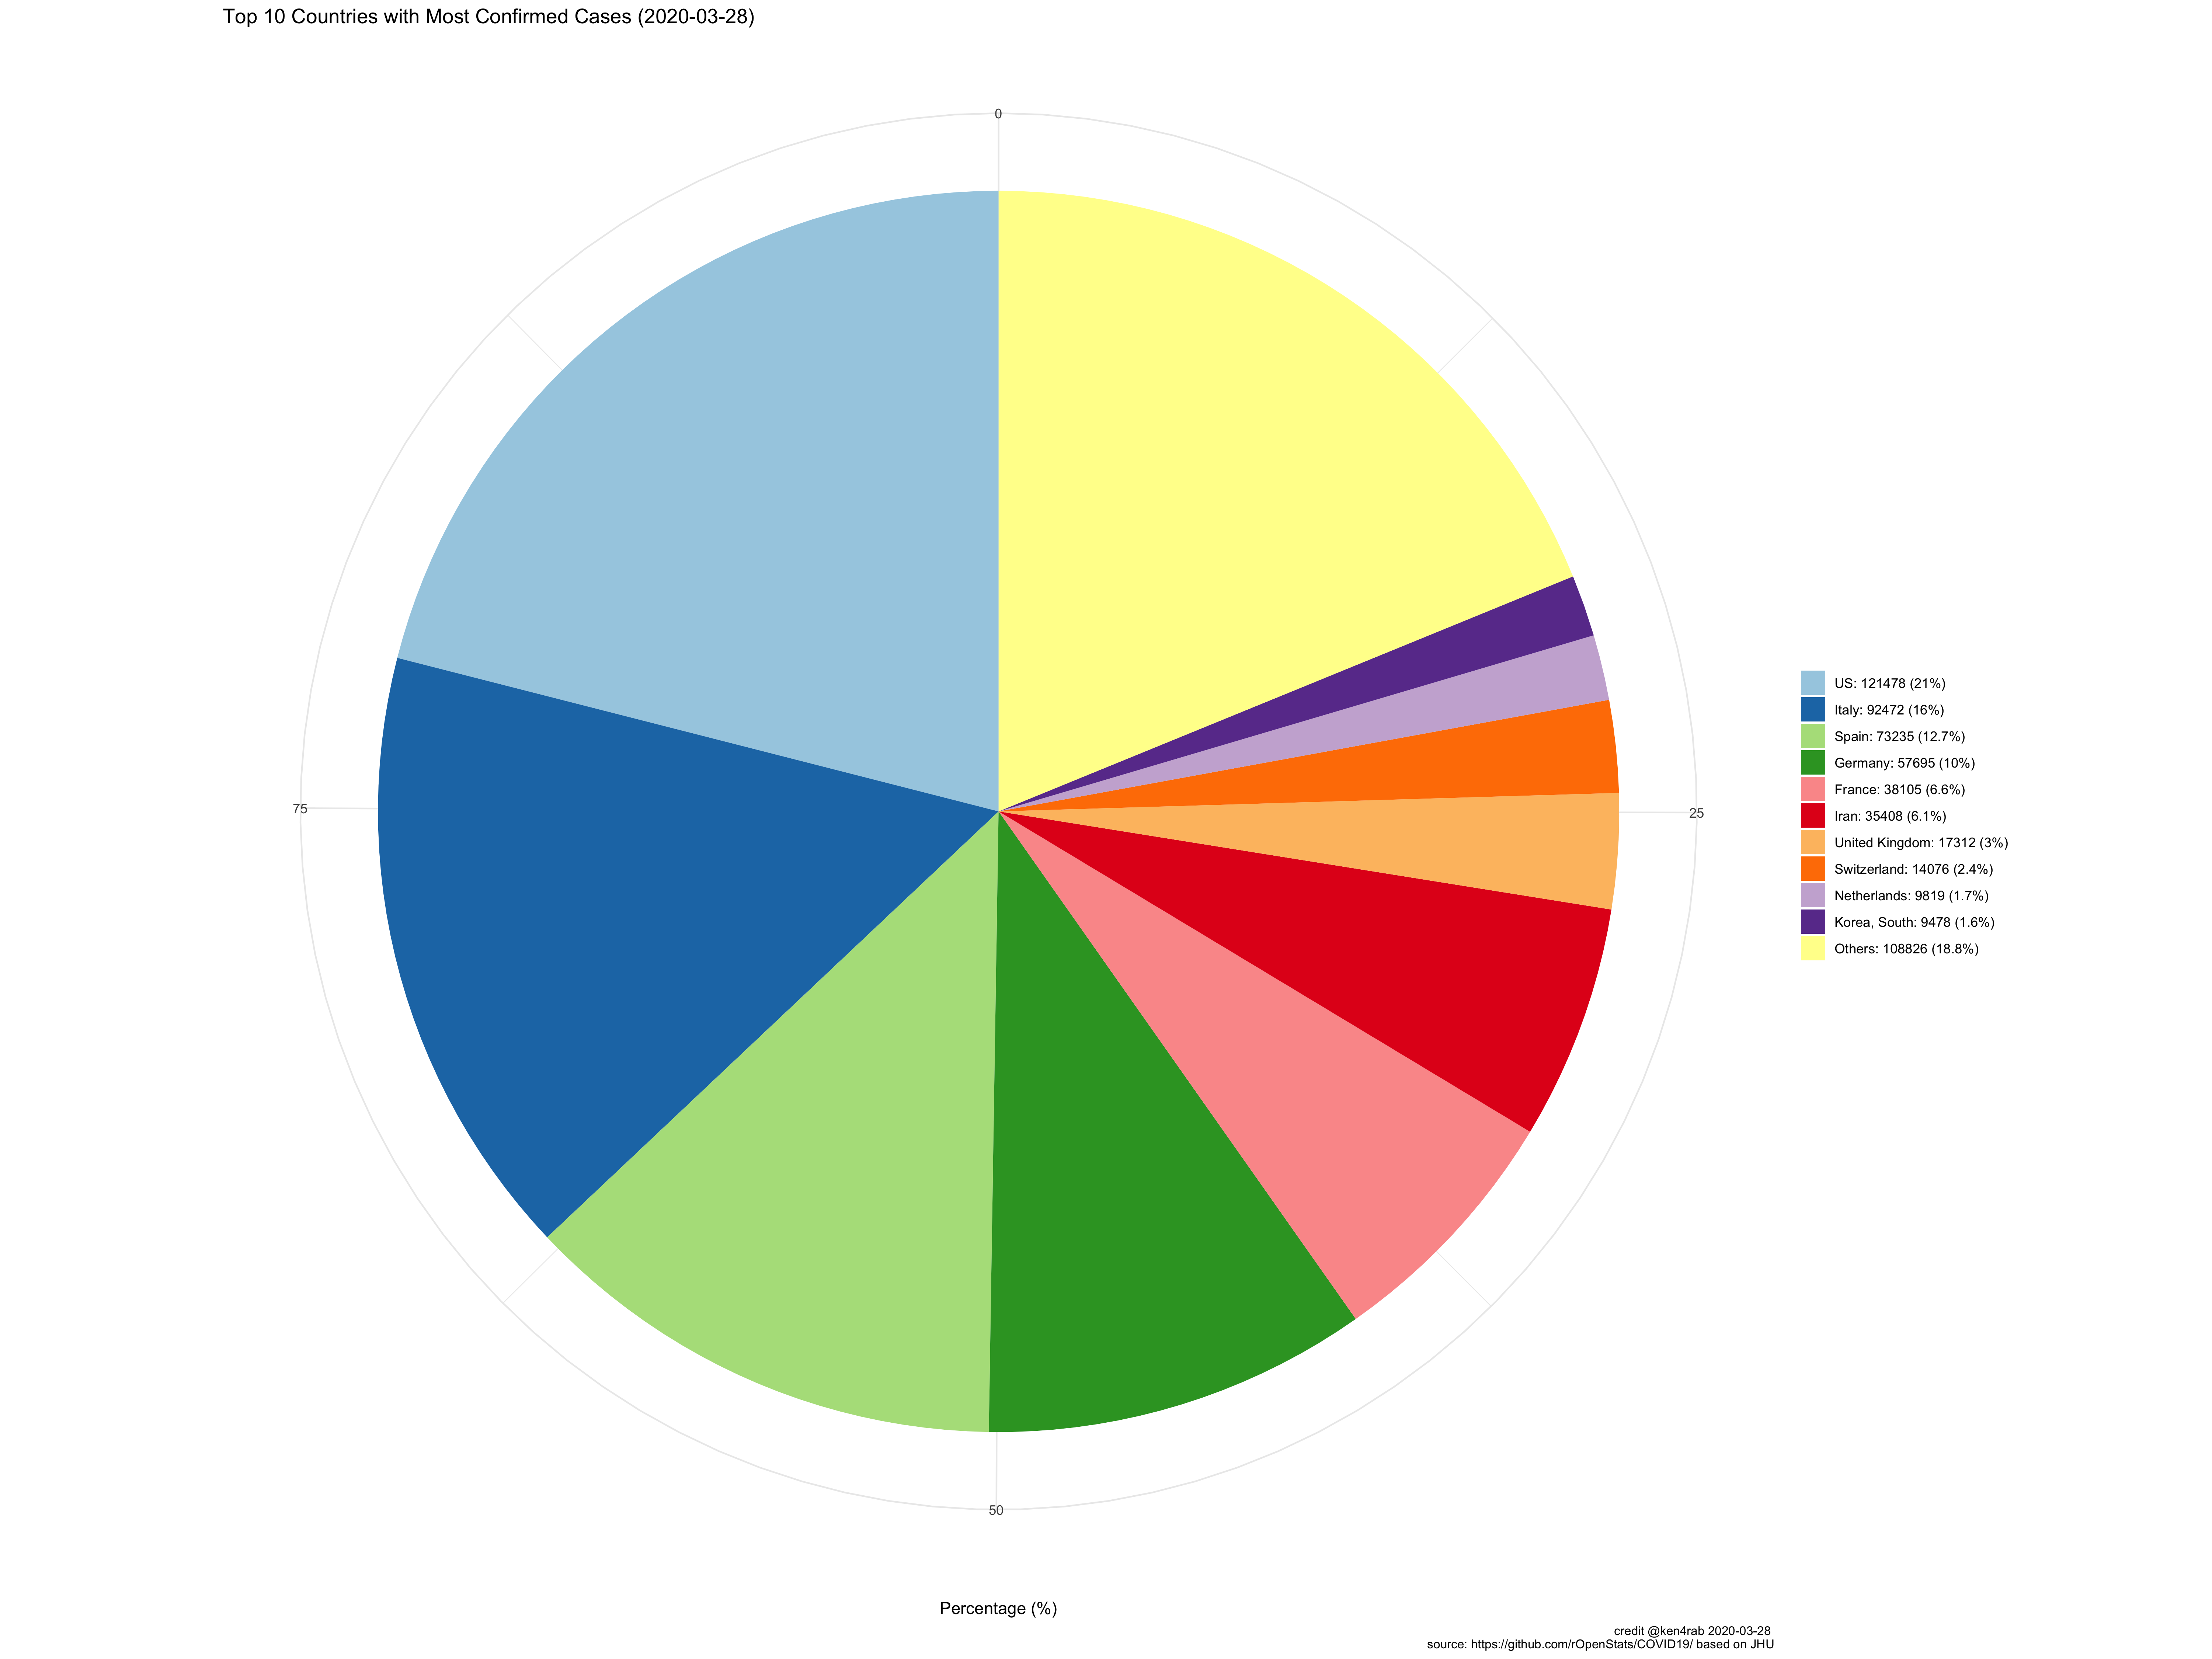 Top 10 Countries with Most Confirmed Cases (2020-03-28)
0
75
25
50
US: 121478 (21%)
Italy: 92472 (16%)
Spain: 73235 (12.7%)
Germany: 57695 (10%)
France: 38105 (6.6%)
Iran: 35408 (6.1%)
United Kingdom: 17312 (3%)
Switzerland: 14076 (2.4%)
Netherlands: 9819 (1.7%)
Korea, South: 9478 (1.6%)
Others: 108826 (18.8%)
Percentage (%)
credit @ken4rab 2020-03-28
source: https://github.com/rOpenStats/COVID19/ based on JHU